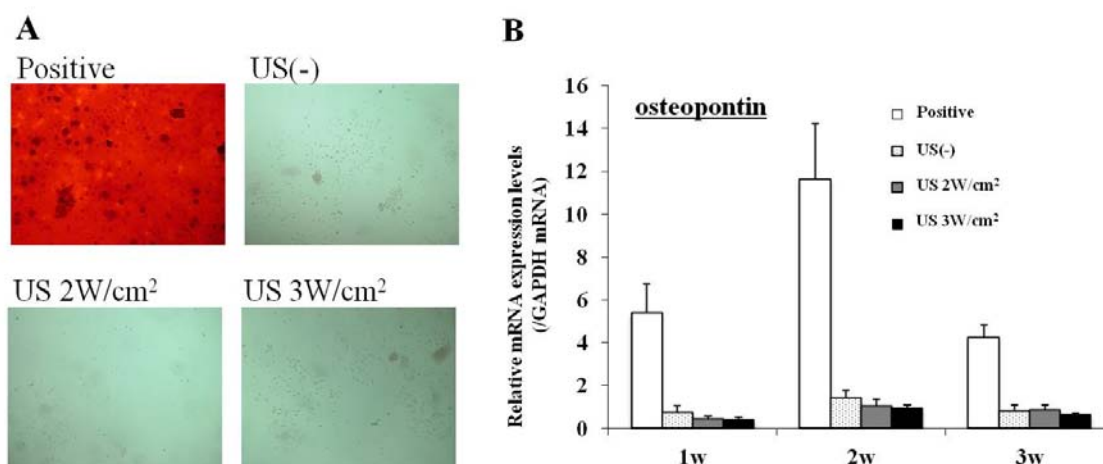 A
Positive
US(-)
US 2W/cm²
US 3W/cm²
B
Relative mRNA expression levels
(/GAPDH mRNA)
16
14
12
10
8
6
4
2
0
osteopontin
Positive
US(-)
US 2W/cm²
US 3W/cm²
1w
2w
3w